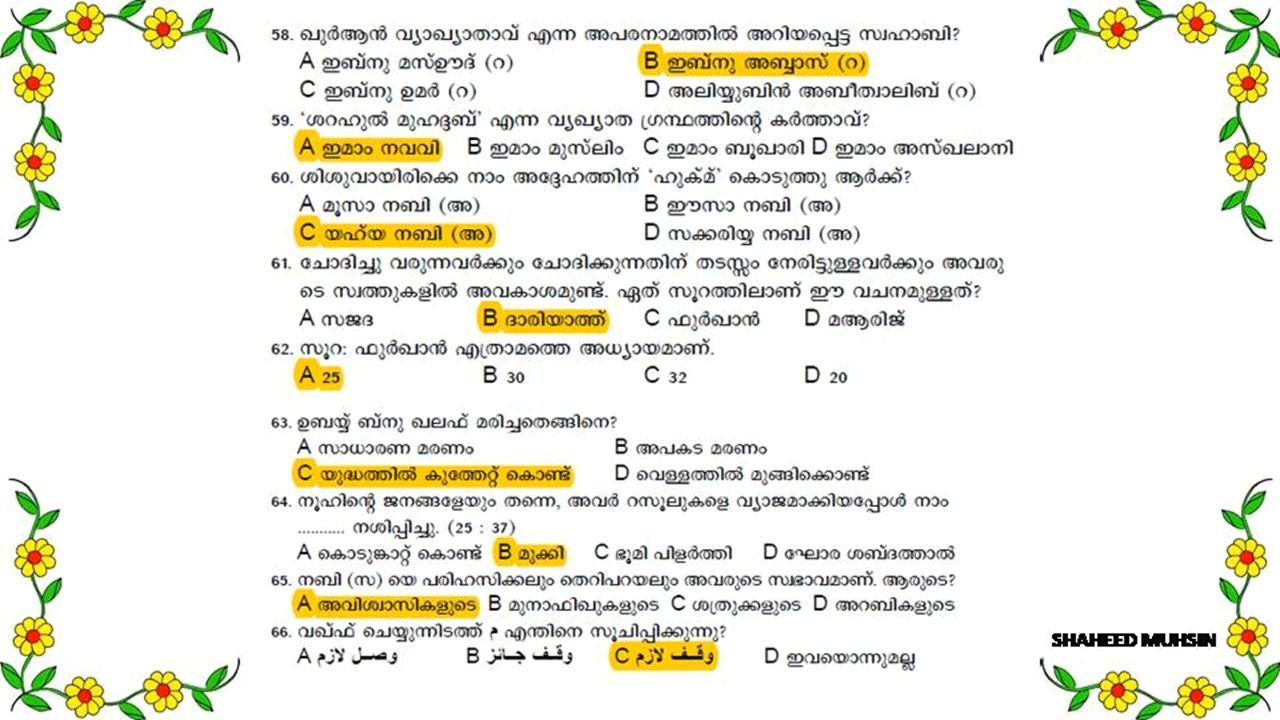 58. ഖുർആൻ വ്യാഖ്യാതാവ് എന്ന അപരനാമത്തിൽ അറിയപ്പെട്ട സ്വഹാബി?
A ഇബ്നു മസ്ഊദ് (റ) B ഇബ്നു അബ്ബാസ് (റ)
C ഇബ്നു ഉമർ (റ) D അലിയ്യുബിൻ അബീത്വാലിബ് (റ)
59. ‘ശറഹുൽ മുഹദ്ദബ്’ എന്ന വ്യഖ്യാത ഗ്രന്ഥത്തിന്റെ കർത്താവ്?
A ഇമാം നവവി B ഇമാം മുസ്‌ലിം C ഇമാം ബൂഖാരി D ഇമാം അസ്ഖലാനി
60. ശിശുവായിരിക്കെ നാം അദ്ദേഹത്തിന് ‘ഹുക്മ്’ കൊടുത്തു ആർക്ക്?
A മൂസാ നബി (അ) B ഈസാ നബി (അ)
C യഹ്‌യ നബി (അ) D സക്കരിയ്യ നബി (അ)
61. ചോദിച്ചു വരുന്നവർക്കും ചോദിക്കുന്നതിന് തടസ്സം നേരിട്ടുള്ളവർക്കും അവരു
ടെ സ്വത്തുകളിൽ അവകാശമുണ്ട്. ഏത് സൂറത്തിലാണ് ഈ വചനമുള്ളത്?
A സജദ B ദാരിയാത്ത് C ഫുർഖാൻ D മആരിജ്
62. സൂറ: ഫുർഖാൻ എത്രാമത്തെ അധ്യായമാണ്.
A 25 B 30 C 32 D 20
63. ഉബയ്യ് ബ്നു ഖലഫ് മരിച്ചതെങ്ങിനെ?
A സാധാരണ മരണം B അപകട മരണം
C യുദ്ധത്തിൽ കുത്തേറ്റ് കൊണ്ട് D വെള്ളത്തിൽ മുങ്ങിക്കൊണ്ട്
64. നൂഹിന്റെ ജനങ്ങളേയും തന്നെ, അവർ റസൂലുകളെ വ്യാജമാക്കിയപ്പോൾ നാം
........... നശിപ്പിച്ചു. (25 : 37)
A കൊടുങ്കാറ്റ് കൊണ്ട് B മുക്കി C ഭൂമി പിളർത്തി D ഘോര ശബ്ദത്താൽ
65. നബി (സ) യെ പരിഹസിക്കലും തെറിപറയലും അവരുടെ സ്വഭാവമാണ്. ആരുടെ?
A അവിശ്വാസികളുടെ B മുനാഫിഖുകളുടെ C ശത്രുക്കളുടെ D അറബികളുടെ
66. വഖ്ഫ് ചെയ്യുന്നിടത്ത് م എന്തിനെ സൂചിപ്പിക്കുന്നു?
A وصل لازم B وقف جائز C وقف لازم D ഇവയൊന്നുമല്ല
SHAHEED MUHSIN